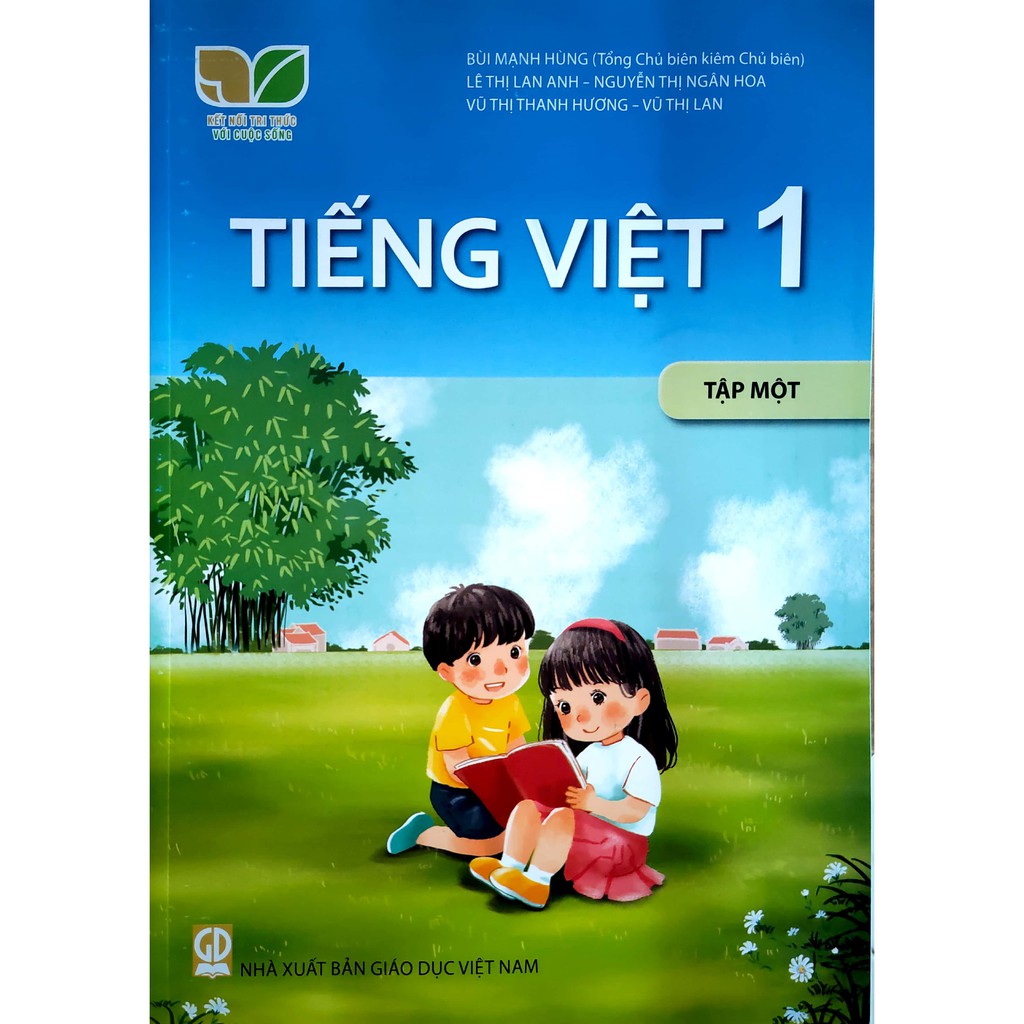 BÙI MẠNH HÙNG (Tổng Chủ biên kiêm Chủ biên)
LÊ THỊ LAN ANH – NGUYỄN THỊ NGÂN HOA
VŨ THỊ THANH HƯƠNG – VŨ THỊ LAN
KẾT NỐI TRI THỨC
VỚI CUỘC SỐNG
TIẾNG VIỆT 1
TẬP MỘT
GD
NHÀ XUẤT BẢN GIÁO DỤC VIỆT NAM